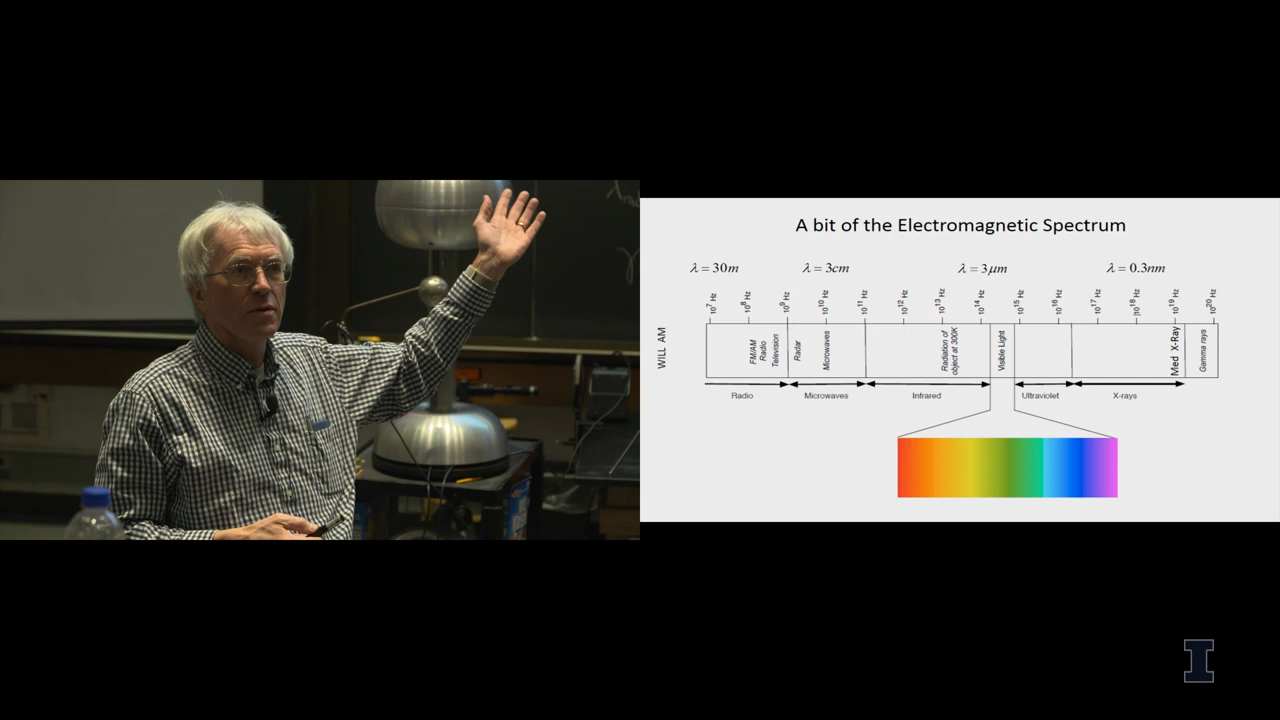 A bit of the Electromagnetic Spectrum
λ = 30m
λ = 3cm
λ = 3μm
λ = 0.3nm
10⁷ Hz
10⁸ Hz
10⁹ Hz
10¹⁰ Hz
10¹¹ Hz
10¹² Hz
10¹³ Hz
10¹⁴ Hz
10¹⁵ Hz
10¹⁶ Hz
10¹⁷ Hz
10¹⁸ Hz
10¹⁹ Hz
10²⁰ Hz
WILL AM
FM/AM
Radio
Television
Radar
Microwaves
Radiation of
object at 300K
Visible Light
Med X-Ray
Gamma rays
Radio
Microwaves
Infrared
Ultraviolet
X-rays
I